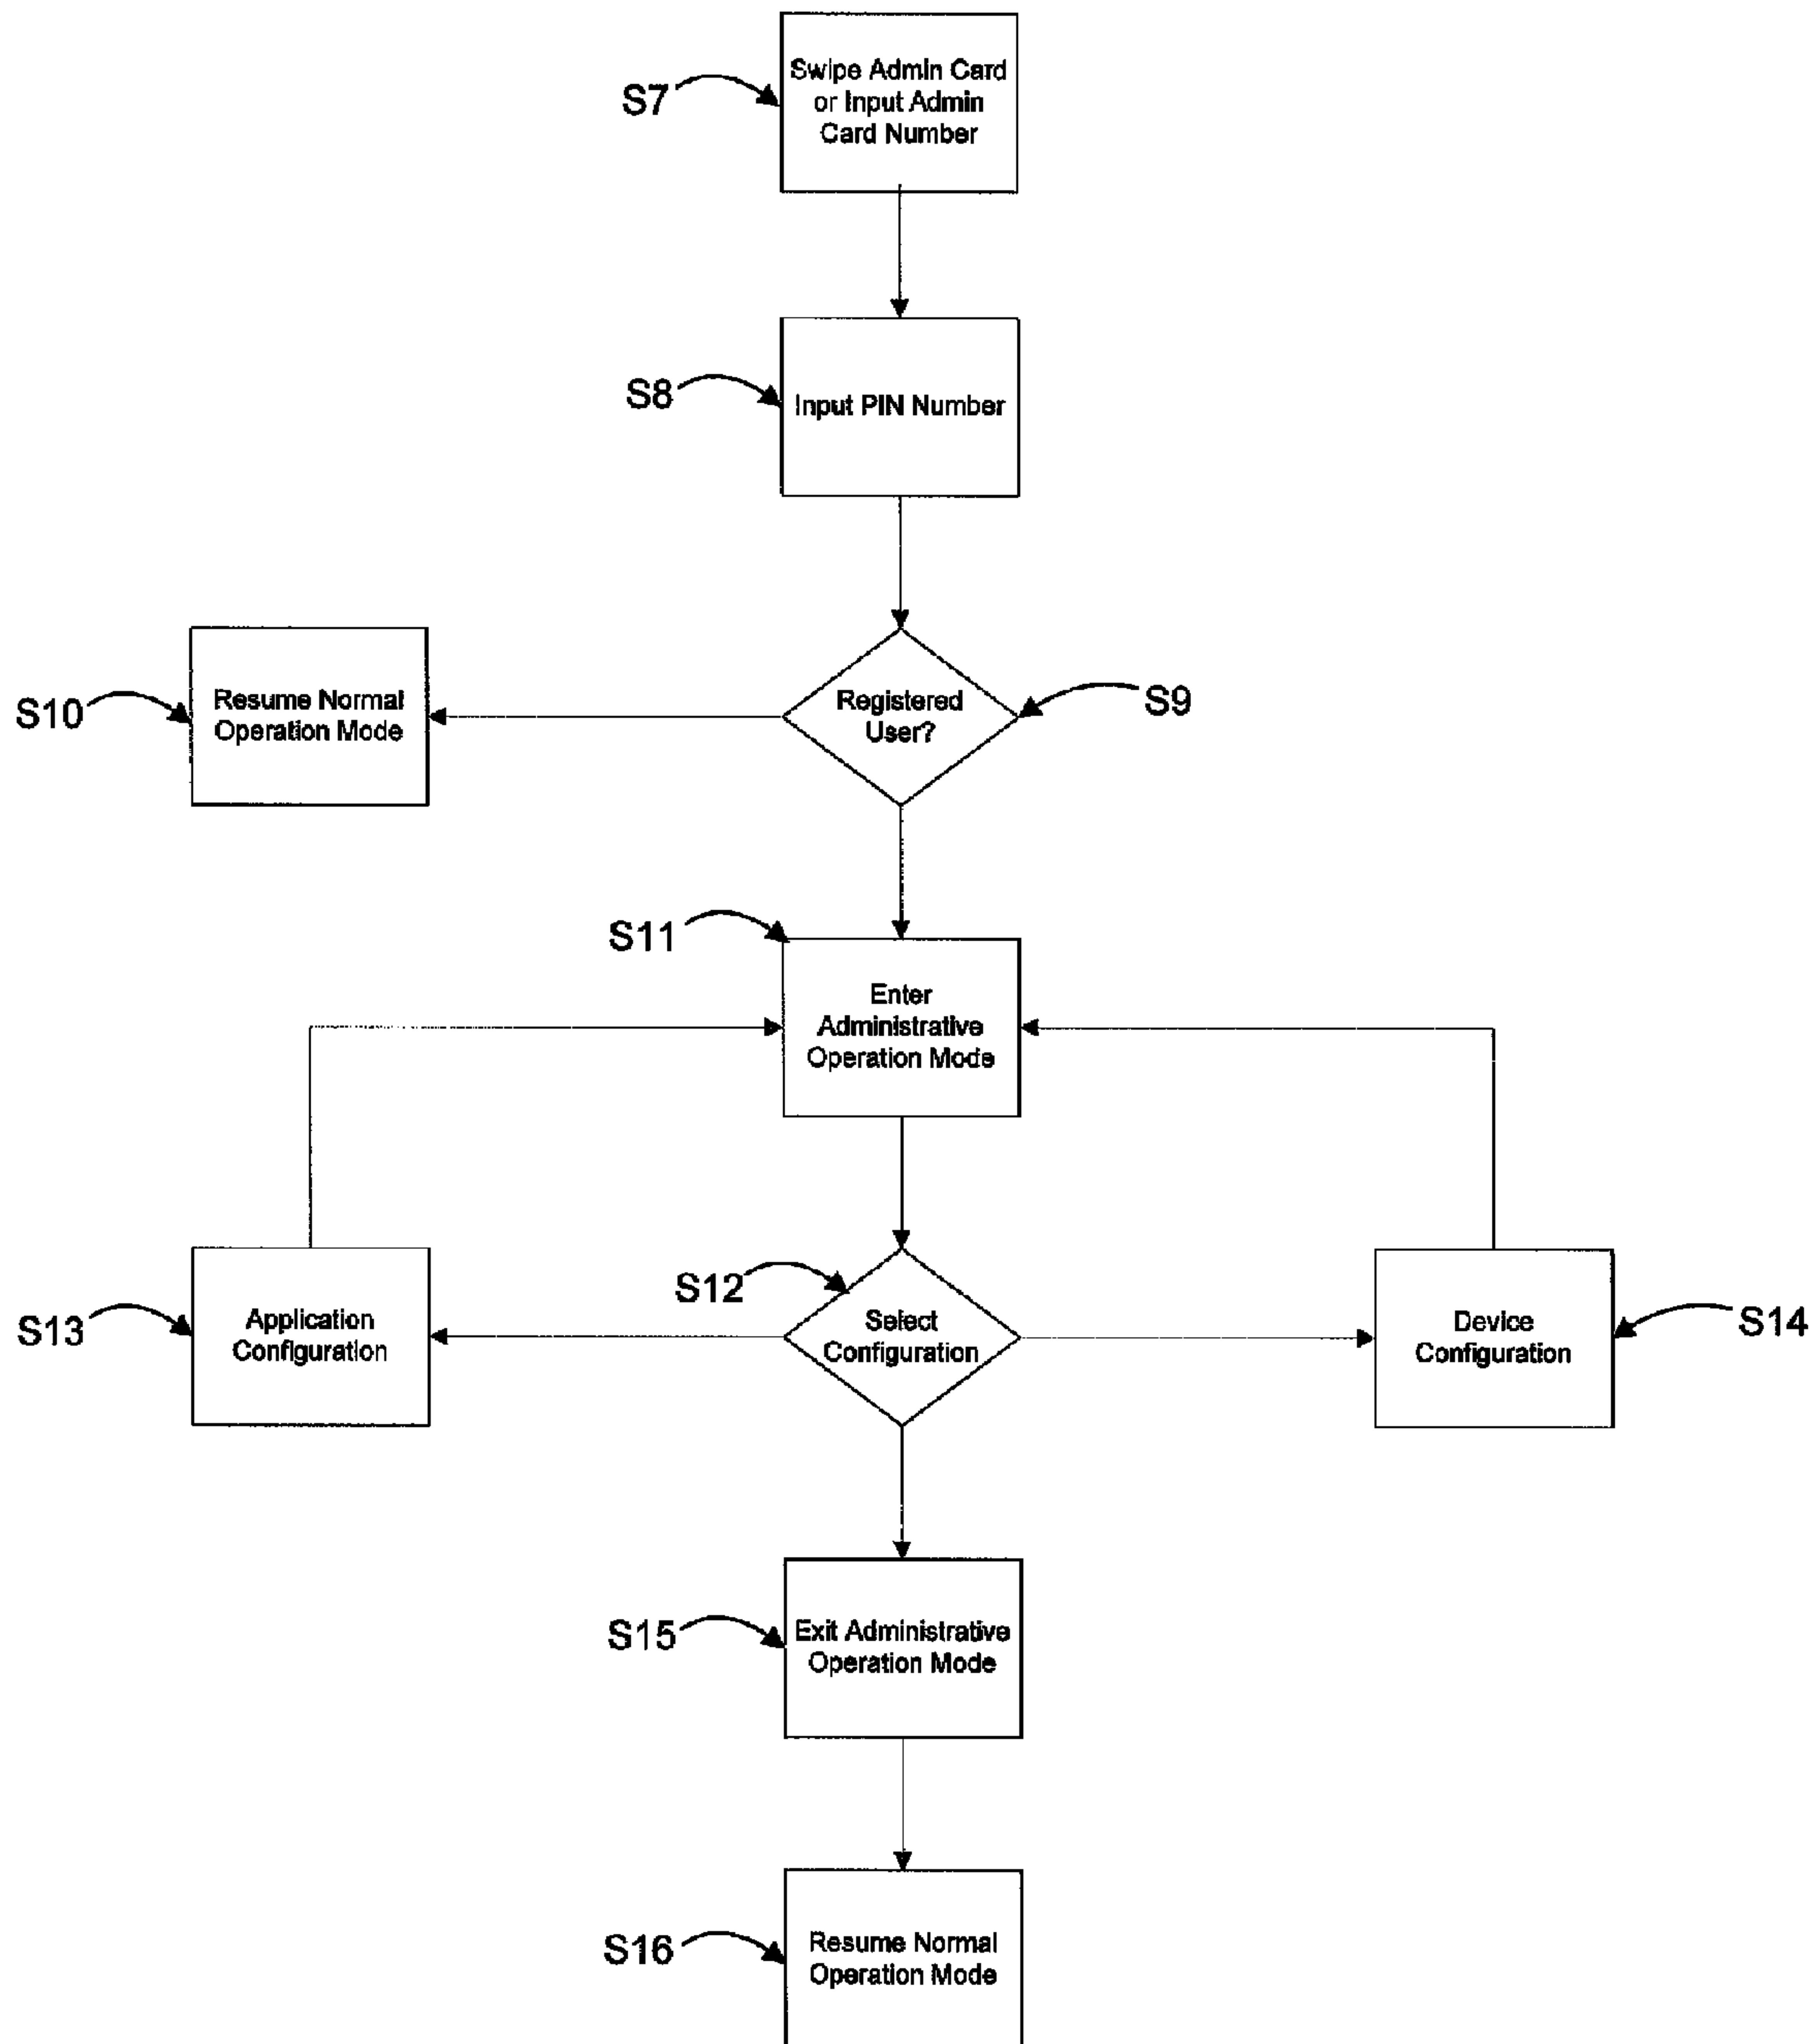 S7
Swipe Admin Card
or Input Admin
Card Number
S8
Input PIN Number
S10
Resume Normal
Operation Mode
Registered
User?
S9
S11
Enter
Administrative
Operation Mode
S13
Application
Configuration
S12
Select
Configuration
Device
Configuration
S14
S15
Exit Administrative
Operation Mode
S16
Resume Normal
Operation Mode